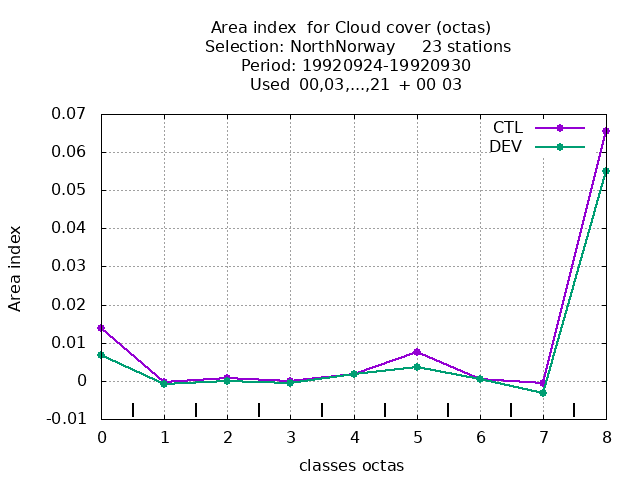 Area index  for Cloud cover (octas)
Selection: NorthNorway     23 stations
Period: 19920924-19920930
Used  00,03,...,21  + 00 03
CTL
DEV
0.07
0.06
0.05
0.04
0.03
0.02
0.01
0
-0.01
Area index
0 1 2 3 4 5 6 7 8
classes octas